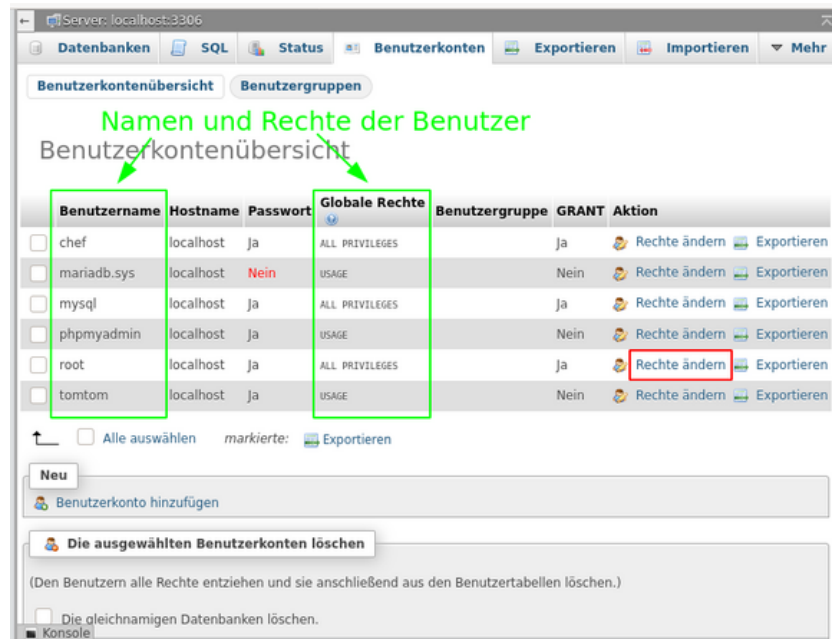 Server: localhost:3306
Datenbanken SQL Status Benutzerkonten Exportieren Importieren Mehr
Benutzerkontenübersicht Benutzergruppen
Namen und Rechte der Benutzer
Benutzerkontenübersicht
Benutzername Hostname Passwort Globale Rechte Benutzergruppe GRANT Aktion
chef localhost Ja ALL PRIVILEGES Ja Rechte ändern Exportieren
mariadb.sys localhost Nein USAGE Nein Rechte ändern Exportieren
mysql localhost Ja ALL PRIVILEGES Ja Rechte ändern Exportieren
phpmyadmin localhost Ja USAGE Nein Rechte ändern Exportieren
root localhost Ja ALL PRIVILEGES Ja Rechte ändern Exportieren
tomtom localhost Ja USAGE Nein Rechte ändern Exportieren
Alle auswählen markierte: Exportieren
Neu
Benutzerkonto hinzufügen
Die ausgewählten Benutzerkonten löschen
(Den Benutzern alle Rechte entziehen und sie anschließend aus den Benutzertabellen löschen.)
Die gleichnamigen Datenbanken löschen.
Konsole